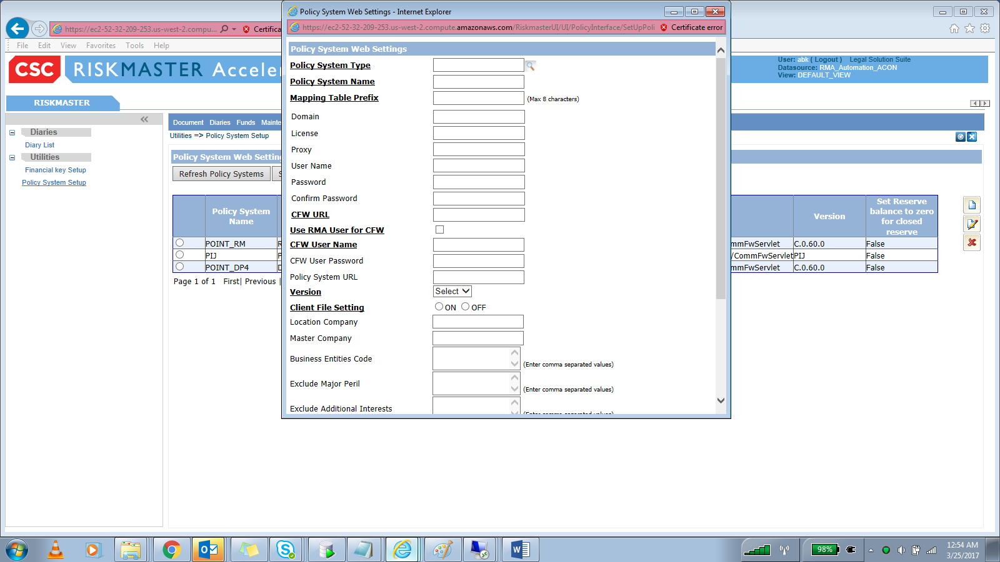 Policy System Web Settings - Internet Explorer
https://ec2-52-32-209-253.us-west-2.compute.amazonaws.com/RiskmasterUI/UI/PolicyInterface/SetUpPoli
Certificate error
https://ec2-52-32-209-253.us-west-2.compu...
Certifica
File Edit View Favorites Tools Help
CSC RISKMASTER Acceler
User: abk ( Logout ) Legal Solution Suite
Datasource: RMA_Automation_ACON
View: DEFAULT_VIEW
RISKMASTER
Diaries
Diary List
Utilities
Financial key Setup
Policy System Setup
Document Diaries Funds Mainte
Utilities => Policy System Setup
Policy System Web Settin
Refresh Policy Systems S
Policy System Name
Version
Set Reserve balance to zero for closed reserve
POINT_RM R mmFwServlet C.0.60.0 False
PIJ P /CommFwServlet PIJ False
POINT_DP4 D mmFwServlet C.0.60.0 False
Page 1 of 1 First| Previous |
Policy System Web Settings
Policy System Type
Policy System Name
Mapping Table Prefix (Max 8 characters)
Domain
License
Proxy
User Name
Password
Confirm Password
CFW URL
Use RMA User for CFW
CFW User Name
CFW User Password
Policy System URL
Version Select
Client File Setting ON OFF
Location Company
Master Company
Business Entities Code (Enter comma separated values)
Exclude Major Peril (Enter comma separated values)
Exclude Additional Interests (Enter comma separated values)
98%
12:54 AM
3/25/2017